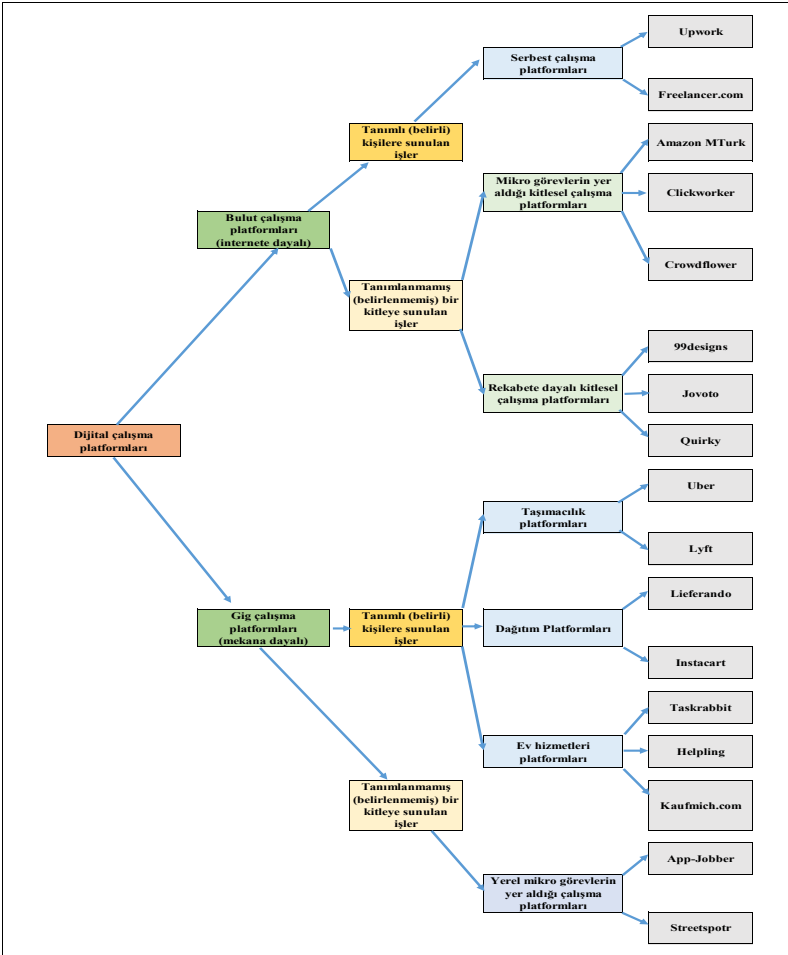 Upwork
Serbest çalışma
platformları
Freelancer.com
Tanımlı (belirli)
kişilere sunulan
işler
Amazon MTurk
Mikro görevlerin yer
aldığı kitlesel çalışma
platformları
Clickworker
Bulut çalışma
platformları
(internete dayalı)
Crowdflower
Tanımlanmamış
(belirlenmemiş) bir
kitleye sunulan
işler
99designs
Rekabete dayalı kitlesel
çalışma platformları
Jovoto
Quirky
Dijital çalışma
platformları
Uber
Taşımacılık
platformları
Lyft
Lieferando
Gig çalışma
platformları
(mekana dayalı)
Tanımlı (belirli)
kişilere sunulan
işler
Dağıtım Platformları
Instacart
Taskrabbit
Ev hizmetleri
platformları
Helpling
Kaufmich.com
Tanımlanmamış
(belirlenmemiş) bir
kitleye sunulan
işler
App-Jobber
Yerel mikro görevlerin
yer aldığı çalışma
platformları
Streetspotr